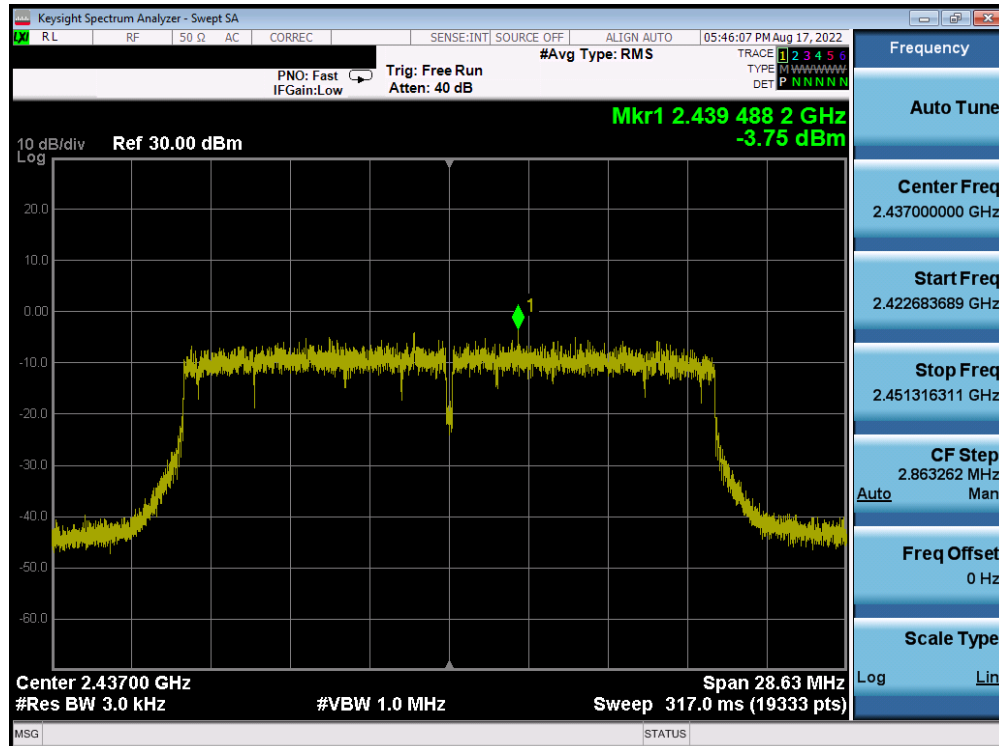 Keysight Spectrum Analyzer - Swept SA
LXI RL RF 50 Ω AC CORREC SENSE:INT SOURCE OFF ALIGN AUTO 05:46:07 PM Aug 17, 2022
#Avg Type: RMS
TRACE 1 2 3 4 5 6
TYPE M W W W W W
DET P N N N N N
PNO: Fast
IFGain:Low
Trig: Free Run
Atten: 40 dB
Mkr1 2.439 488 2 GHz
-3.75 dBm
10 dB/div
Log
Ref 30.00 dBm
20.0
10.0
0.00
-10.0
-20.0
-30.0
-40.0
-50.0
-60.0
1
Center 2.43700 GHz
Span 28.63 MHz
#Res BW 3.0 kHz
#VBW 1.0 MHz
Sweep 317.0 ms (19333 pts)
MSG
STATUS
Frequency
Auto Tune
Center Freq
2.437000000 GHz
Start Freq
2.422683689 GHz
Stop Freq
2.451316311 GHz
CF Step
2.863262 MHz
Auto Man
Freq Offset
0 Hz
Scale Type
Log Lin